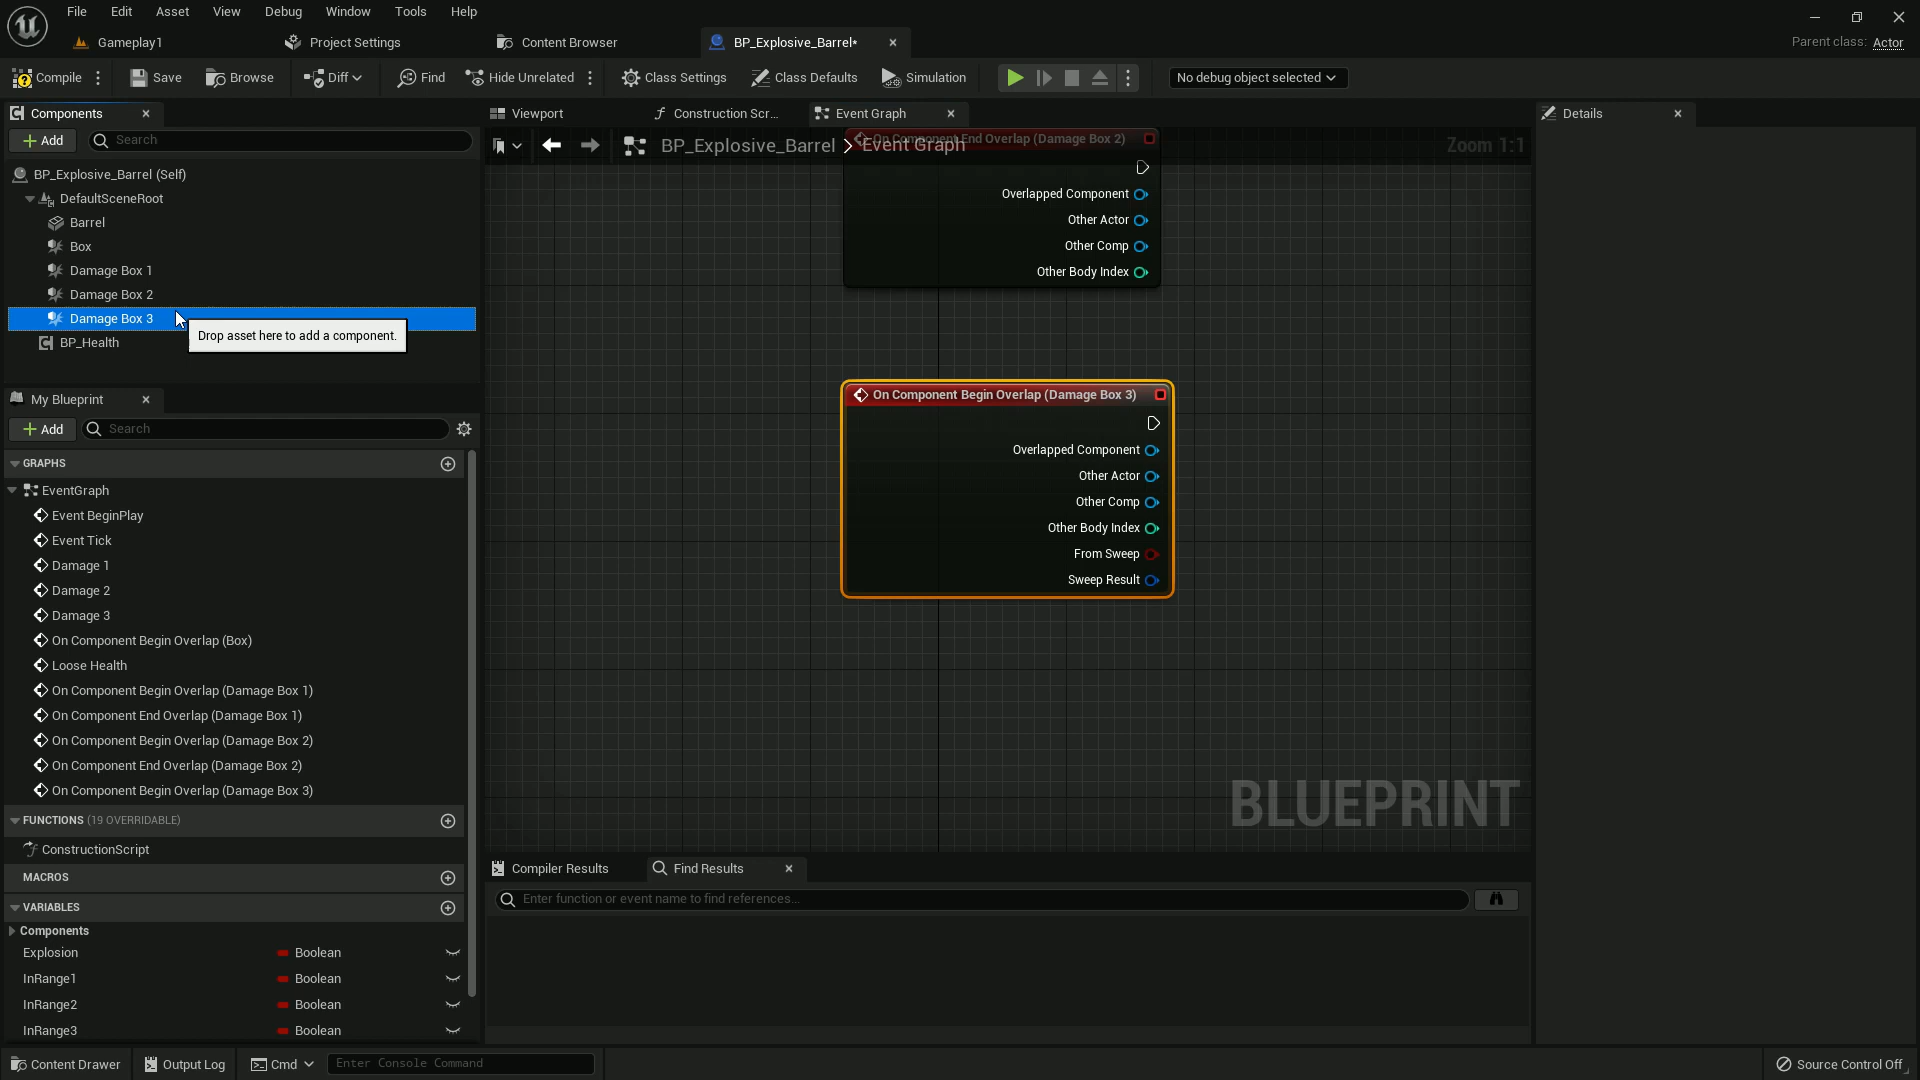 File Edit Asset View Debug Window Tools Help
Gameplay1 Project Settings Content Browser BP_Explosive_Barrel* Parent class: Actor
Compile Save Browse Diff Find Hide Unrelated Class Settings Class Defaults Simulation No debug object selected
Components Viewport Construction Scr... Event Graph Details
Add Search
BP_Explosive_Barrel > Event Graph Zoom 1:1
On Component End Overlap (Damage Box 2)
BP_Explosive_Barrel (Self)
DefaultSceneRoot
Barrel
Box
Damage Box 1
Damage Box 2
Damage Box 3
Drop asset here to add a component.
BP_Health
Overlapped Component
Other Actor
Other Comp
Other Body Index
On Component Begin Overlap (Damage Box 3)
Overlapped Component
Other Actor
Other Comp
Other Body Index
From Sweep
Sweep Result
BLUEPRINT
My Blueprint
Add Search
GRAPHS
EventGraph
Event BeginPlay
Event Tick
Damage 1
Damage 2
Damage 3
On Component Begin Overlap (Box)
Loose Health
On Component Begin Overlap (Damage Box 1)
On Component End Overlap (Damage Box 1)
On Component Begin Overlap (Damage Box 2)
On Component End Overlap (Damage Box 2)
On Component Begin Overlap (Damage Box 3)
FUNCTIONS (19 OVERRIDABLE)
ConstructionScript
MACROS
VARIABLES
Components
Explosion Boolean
InRange1 Boolean
InRange2 Boolean
InRange3 Boolean
Compiler Results Find Results
Enter function or event name to find references...
Content Drawer Output Log Cmd Enter Console Command Source Control Off